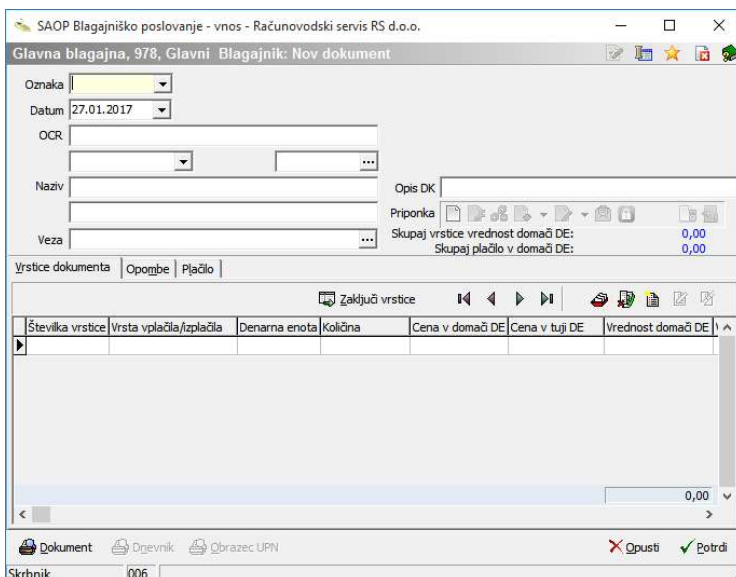 SAOP Blagajniško poslovanje - vnos - Računovodski servis RS d.o.o.
Glavna blagajna, 978, Glavni Blagajnik: Nov dokument
Oznaka
Datum 27.01.2017
OCR
Naziv
Opis DK
Priponka
Veza
Skupaj vrstice vrednost domači DE: 0,00
Skupaj plačilo v domači DE: 0,00
Vrstice dokumenta Opombe Plačilo
Zaključi vrstice
Številka vrstice Vrsta vplačila/izplačila Denarna enota Količina Cena v domači DE Cena v tuji DE Vrednost domači DE
0,00
Dokument Dnevnik Obrazec UPN Opusti Potrdi
Skrbnik 006